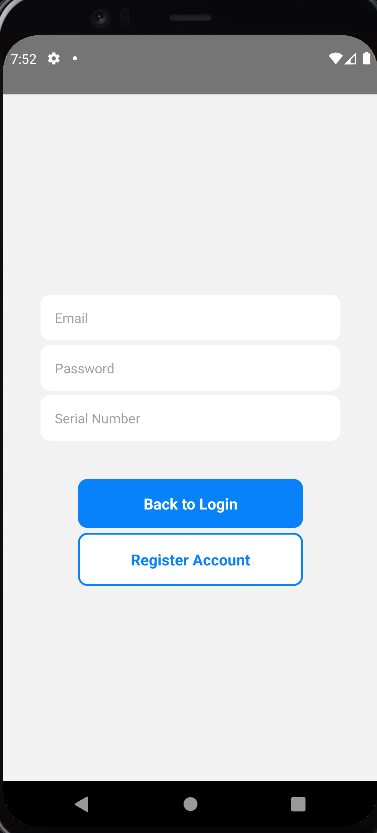 7:52
Email
Password
Serial Number
Back to Login
Register Account